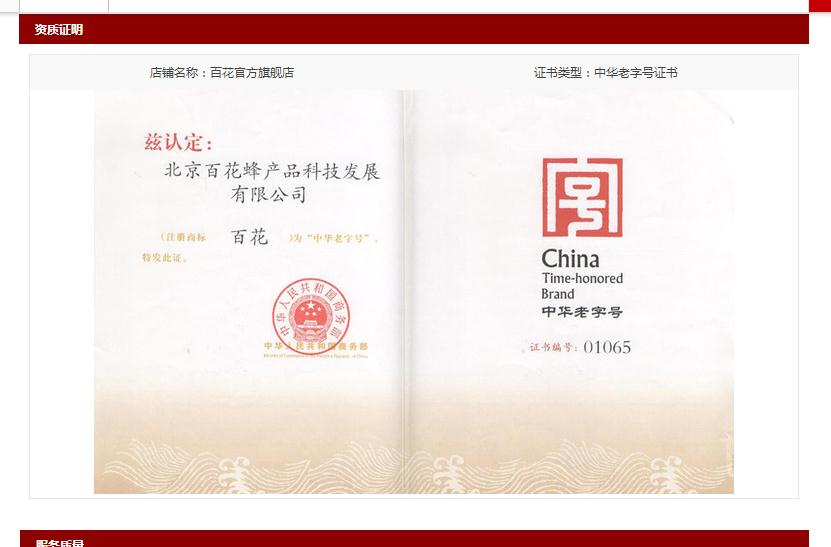 资质证明
店铺名称：百花官方旗舰店
证书类型：中华老字号证书
兹认定：
北京百花蜂产品科技发展
有限公司
（注册商标 百花 )为“中华老字号”，
特发此证。
中华人民共和国商务部
中华人民共和国商务部
Ministry of Commerce of the People's Republic of China
China
Time-honored
Brand
中华老字号
证书编号：01065
服务质量